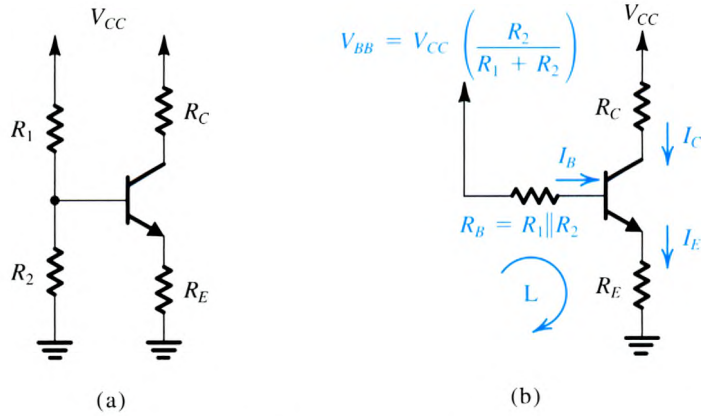 V_CC
R_1
R_C
R_2
R_E
(a)
V_BB = V_CC ( R_2 / (R_1 + R_2) )
V_CC
R_C
I_C
I_B
R_B = R_1||R_2
I_E
L
R_E
(b)